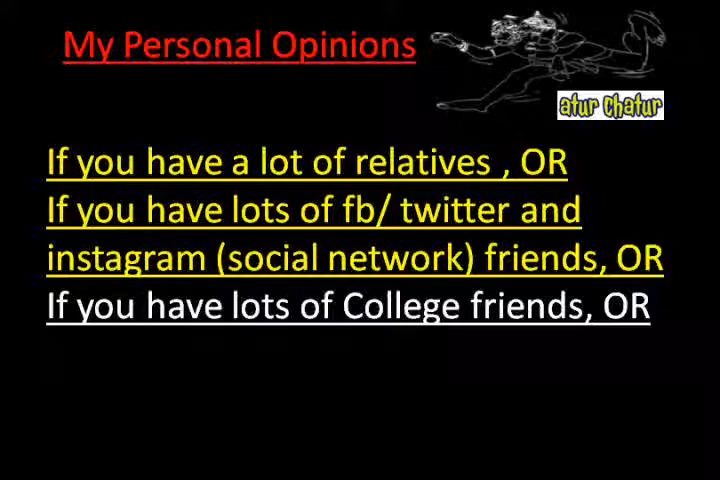 My Personal Opinions
atur chatur
If you have a lot of relatives , OR
If you have lots of fb/ twitter and
instagram (social network) friends, OR
If you have lots of College friends, OR